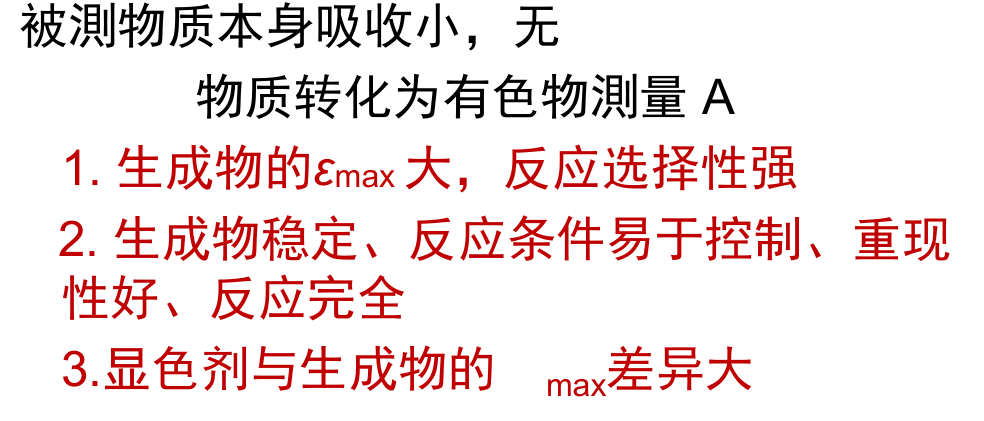 被测物质本身吸收小，无
物质转化为有色物测量 A
1. 生成物的εmax 大，反应选择性强
2. 生成物稳定、反应条件易于控制、重现
性好、反应完全
3.显色剂与生成物的 max差异大